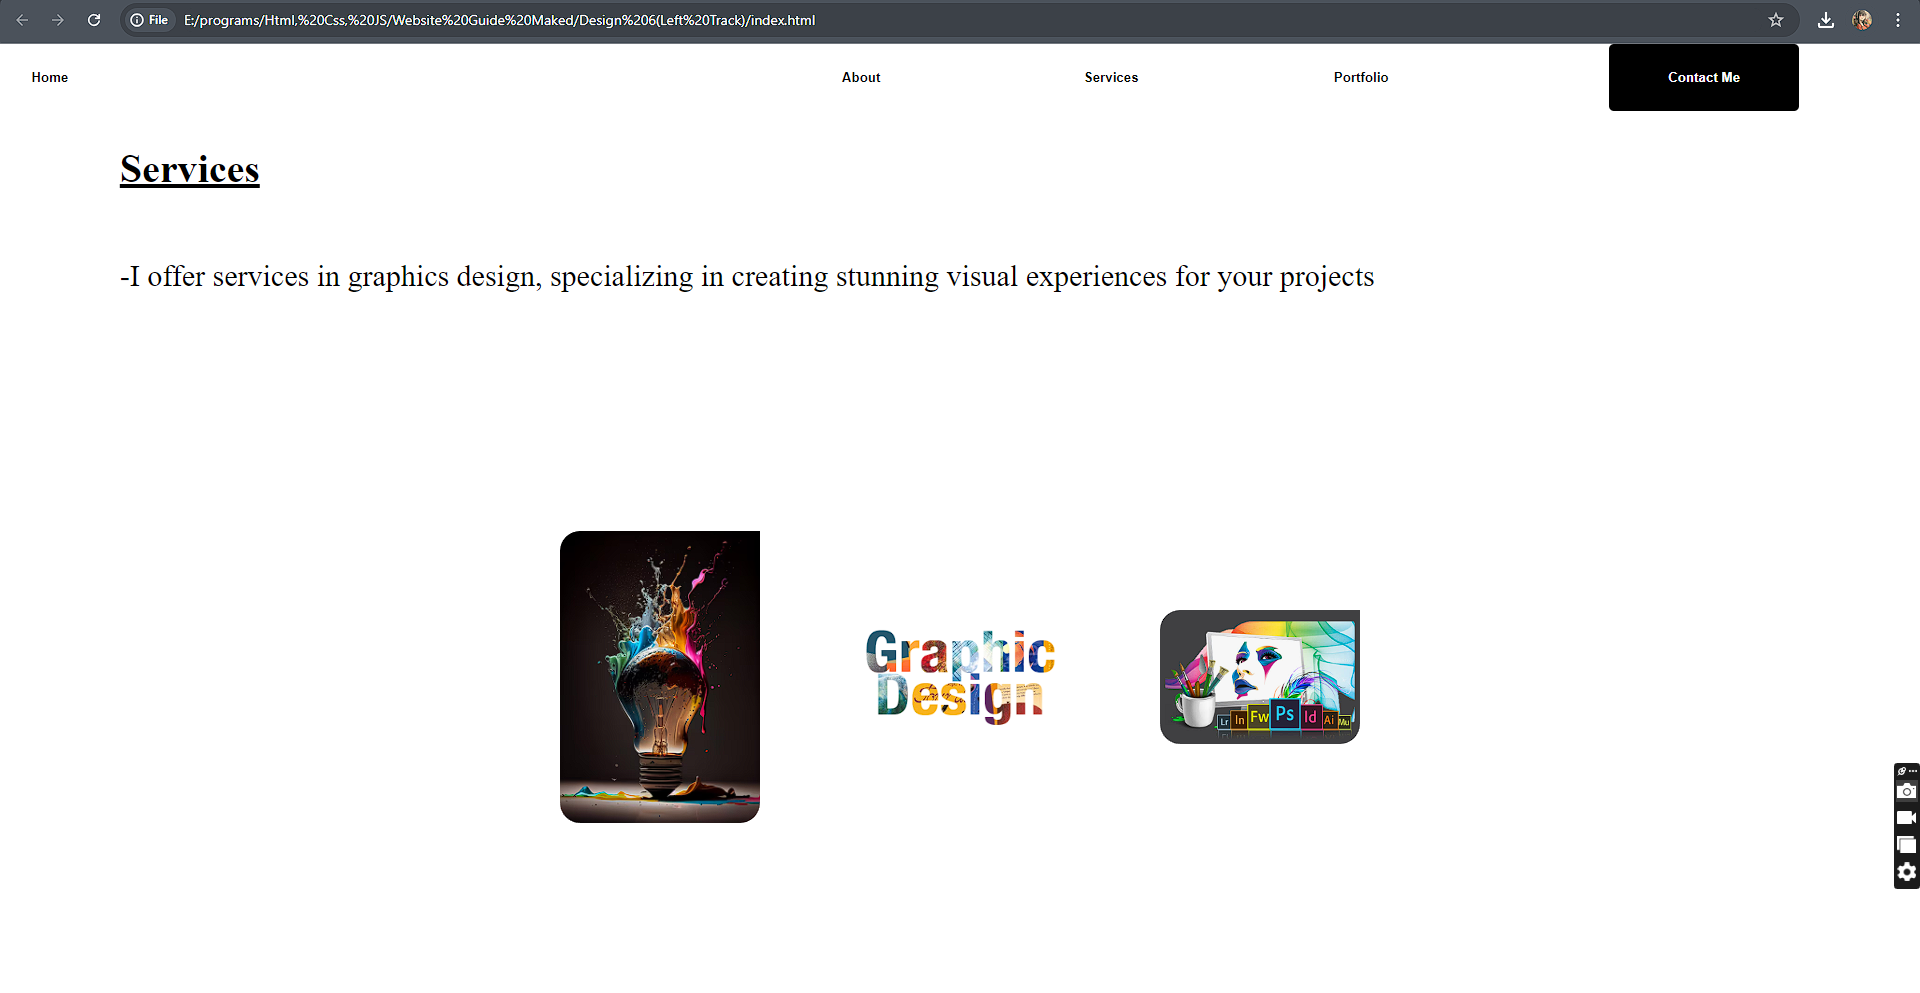 File E:/programs/Html,%20Css,%20JS/Website%20Guide%20Maked/Design%206(Left%20Track)/index.html
Home About Services Portfolio Contact Me
Services
-I offer services in graphics design, specializing in creating stunning visual experiences for your projects
Graphic
Design
Lr In Fw Ps Id Ai Mu